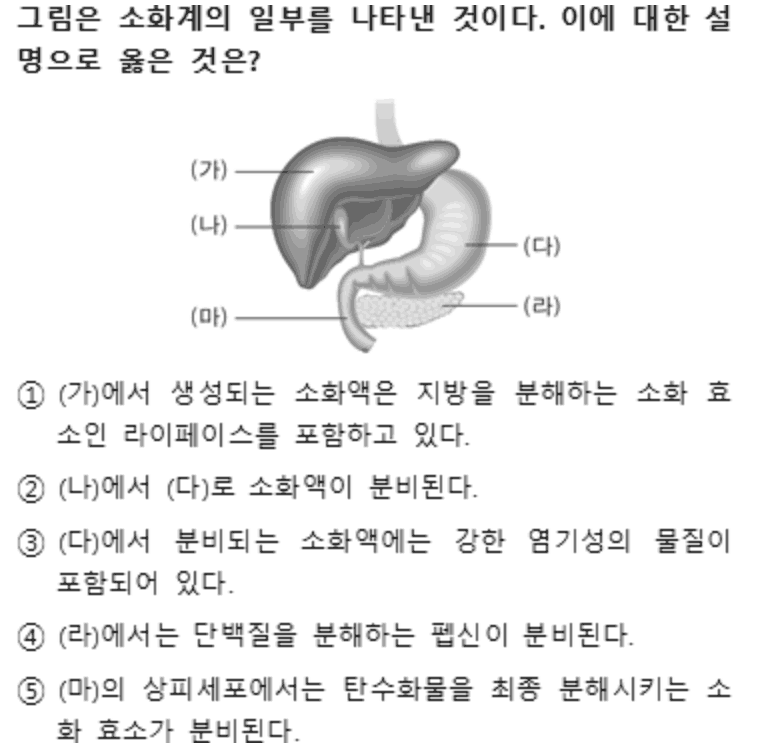 그림은 소화계의 일부를 나타낸 것이다. 이에 대한 설
명으로 옳은 것은?
(가)
(나)
(다)
(라)
(마)
① (가)에서 생성되는 소화액은 지방을 분해하는 소화 효
소인 라이페이스를 포함하고 있다.
② (나)에서 (다)로 소화액이 분비된다.
③ (다)에서 분비되는 소화액에는 강한 염기성의 물질이
포함되어 있다.
④ (라)에서는 단백질을 분해하는 펩신이 분비된다.
⑤ (마)의 상피세포에서는 탄수화물을 최종 분해시키는 소
화 효소가 분비된다.